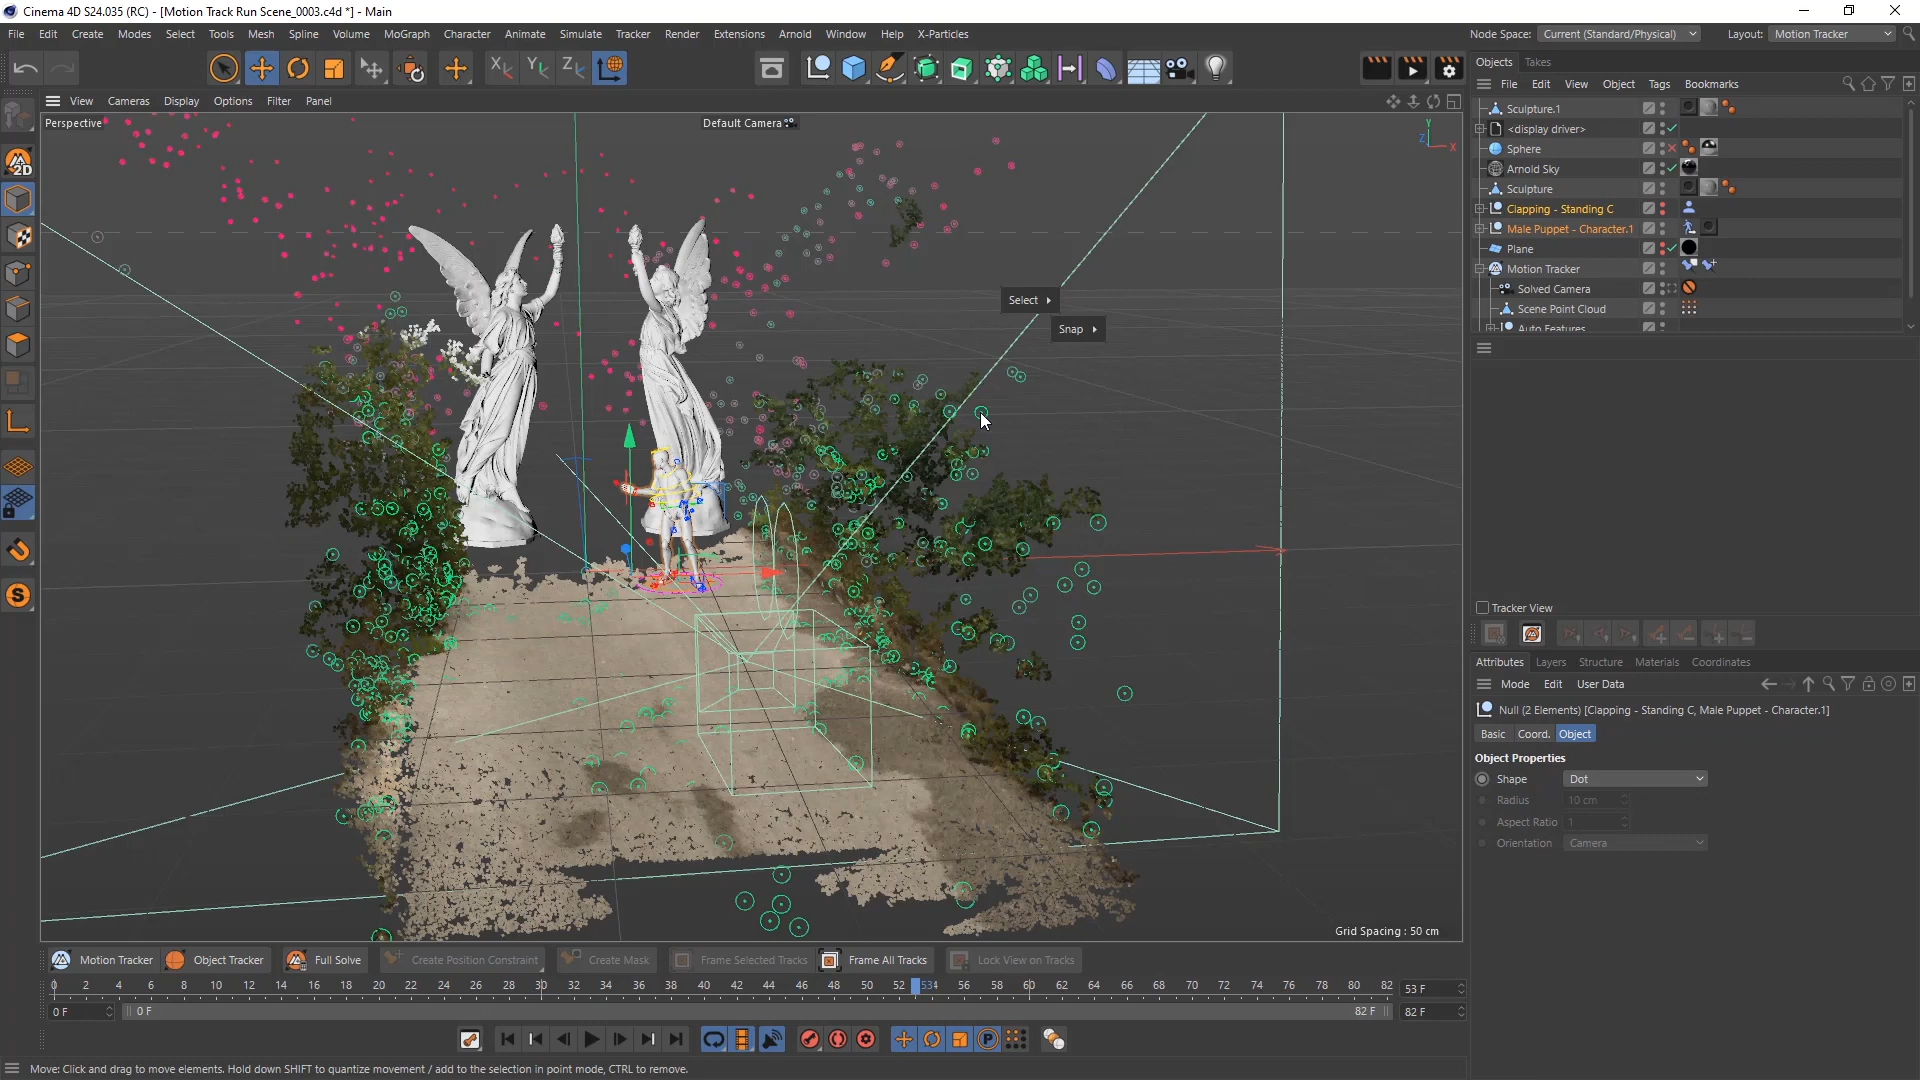 Cinema 4D S24.035 (RC) - [Motion Track Run Scene_0003.c4d *] - Main
File Edit Create Modes Select Tools Mesh Spline Volume MoGraph Character Animate Simulate Tracker Render Extensions Arnold Window Help X-Particles
Node Space: Current (Standard/Physical) Layout: Motion Tracker
X Y Z
Objects Takes
File Edit View Object Tags Bookmarks
View Cameras Display Options Filter Panel
Perspective
Default Camera
Y
Z
X
2D
S
Select
Snap
Grid Spacing : 50 cm
Sculpture.1
<display driver>
Sphere
Arnold Sky
Sculpture
Clapping - Standing C
Male Puppet - Character.1
Plane
Motion Tracker
Solved Camera
Scene Point Cloud
Auto Features
Tracker View
Attributes Layers Structure Materials Coordinates
Mode Edit User Data
Null (2 Elements) [Clapping - Standing C, Male Puppet - Character.1]
Basic Coord. Object
Object Properties
Shape Dot
Radius 10 cm
Aspect Ratio 1
Orientation Camera
Motion Tracker Object Tracker Full Solve Create Position Constraint Create Mask Frame Selected Tracks Frame All Tracks Lock View on Tracks
0 2 4 6 8 10 12 14 16 18 20 22 24 26 28 30 32 34 36 38 40 42 44 46 48 50 52 53 56 58 60 62 64 66 68 70 72 74 76 78 80 82 53 F
0 F 0 F 82 F 82 F
P
Move: Click and drag to move elements. Hold down SHIFT to quantize movement / add to the selection in point mode, CTRL to remove.